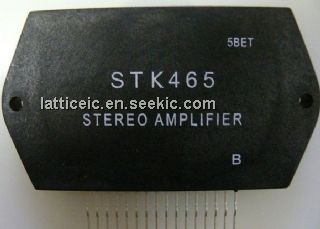 5BET
STK465
latticeic.en.seekic.com
STEREO AMPLIFIER
B